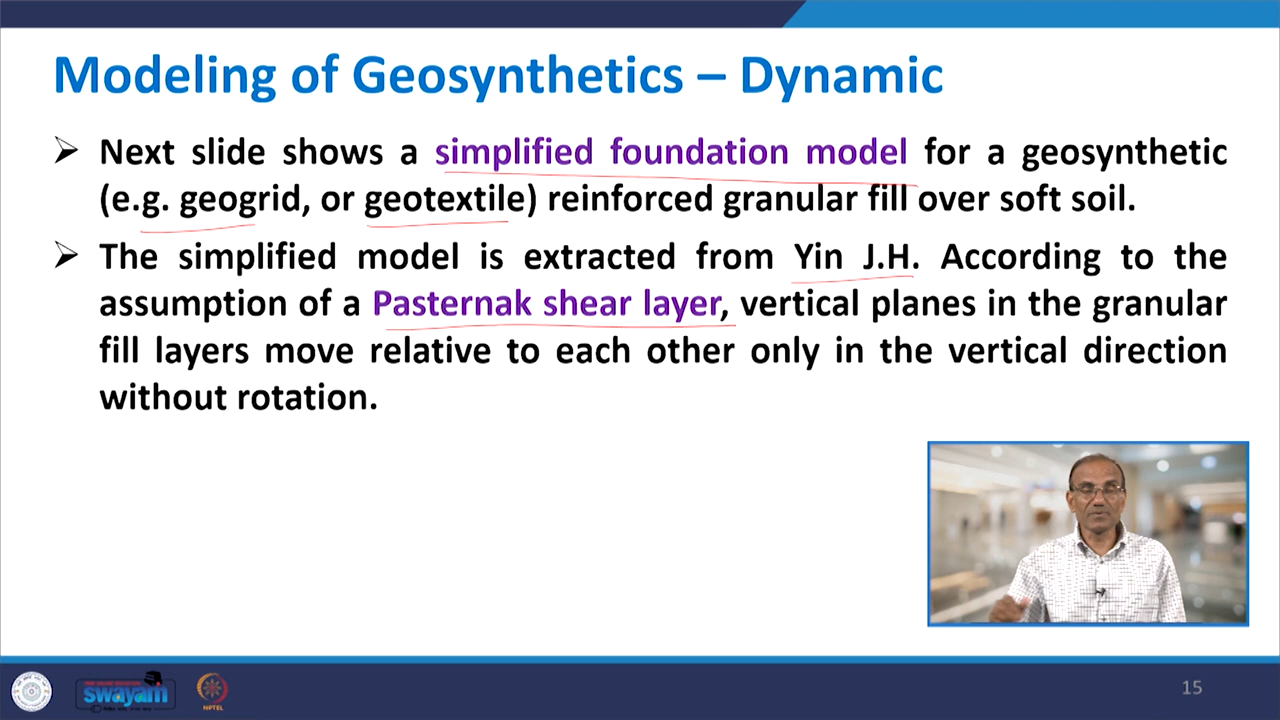 Modeling of Geosynthetics – Dynamic
➢ Next slide shows a simplified foundation model for a geosynthetic
(e.g. geogrid, or geotextile) reinforced granular fill over soft soil.
➢ The simplified model is extracted from Yin J.H. According to the
assumption of a Pasternak shear layer, vertical planes in the granular
fill layers move relative to each other only in the vertical direction
without rotation.
swayam
NPTEL
15